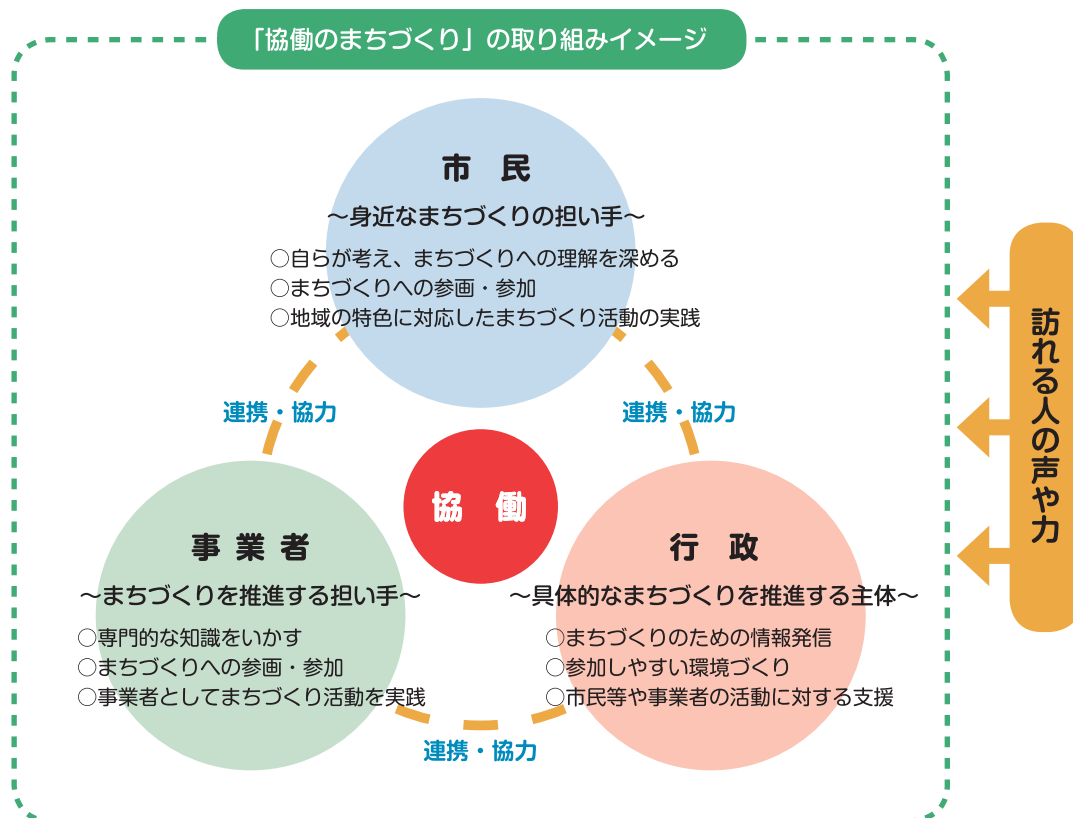 「協働のまちづくり」の取り組みイメージ
市　民
～身近なまちづくりの担い手～
○自らが考え、まちづくりへの理解を深める
○まちづくりへの参画・参加
○地域の特色に対応したまちづくり活動の実践
連携・協力
連携・協力
協　働
事 業 者
～まちづくりを推進する担い手～
○専門的な知識をいかす
○まちづくりへの参画・参加
○事業者としてまちづくり活動を実践
行　政
～具体的なまちづくりを推進する主体～
○まちづくりのための情報発信
○参加しやすい環境づくり
○市民等や事業者の活動に対する支援
連携・協力
訪れる人の声や力